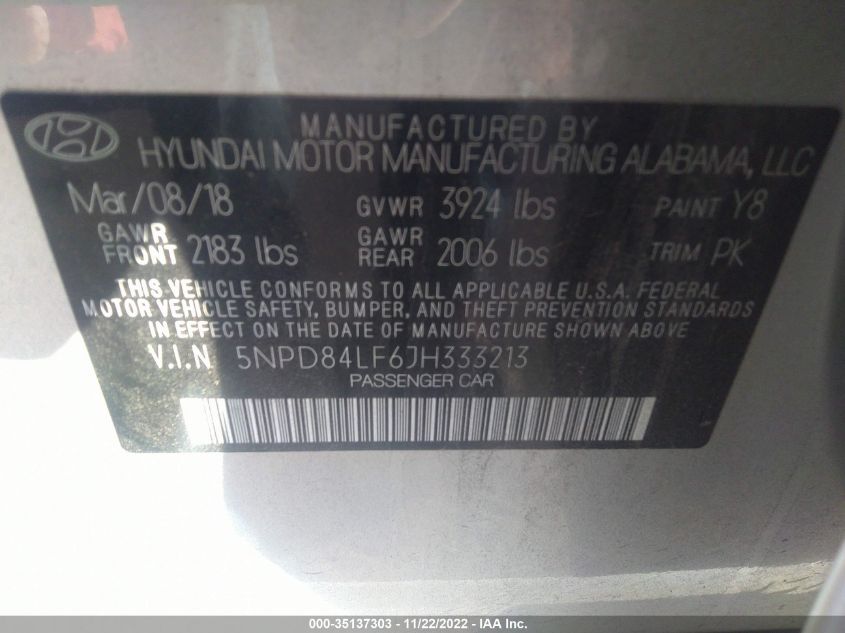 MANUFACTURED BY
HYUNDAI MOTOR MANUFACTURING ALABAMA, LLC
Mar/08/18 GVWR 3924 lbs PAINT Y8
GAWR FRONT 2183 lbs GAWR REAR 2006 lbs TRIM PK
THIS VEHICLE CONFORMS TO ALL APPLICABLE U.S.A. FEDERAL
MOTOR VEHICLE SAFETY, BUMPER, AND THEFT PREVENTION STANDARDS
IN EFFECT ON THE DATE OF MANUFACTURE SHOWN ABOVE
V.I.N 5NPD84LF6JH333213
PASSENGER CAR
000-35137303 - 11/22/2022 - IAA Inc.